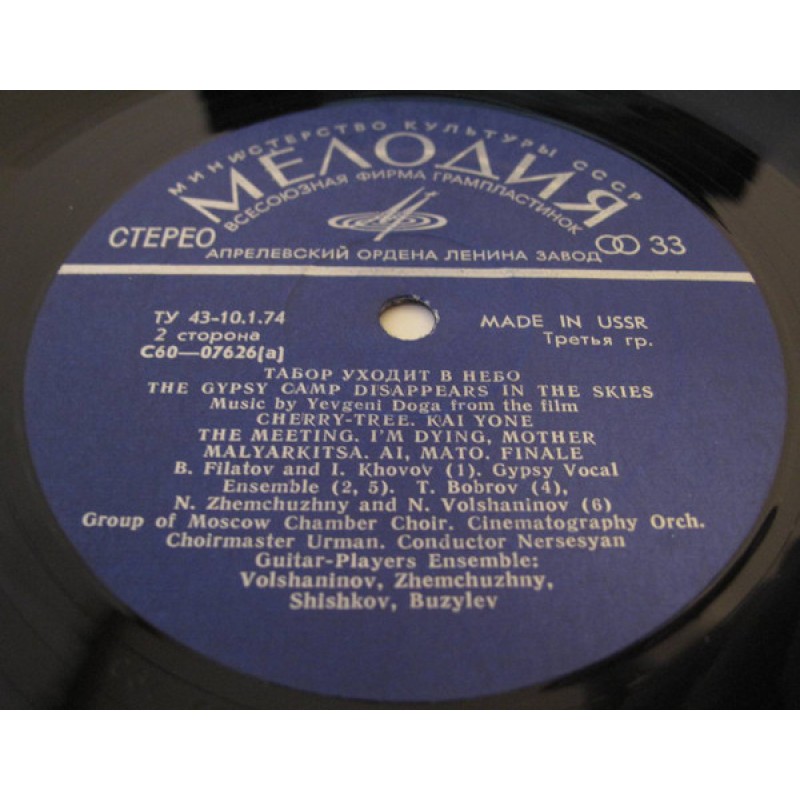 МИНИСТЕРСТВО КУЛЬТУРЫ СССР
МЕЛОДИЯ
ВСЕСОЮЗНАЯ ФИРМА ГРАМПЛАСТИНОК
СТЕРЕО
33
АПРЕЛЕВСКИЙ ОРДЕНА ЛЕНИНА ЗАВОД
ТУ 43-10.1.74
2 сторона
С60—07626(а)
MADE IN USSR
Третья гр.
ТАБОР УХОДИТ В НЕБО
THE GYPSY CAMP DISAPPEARS IN THE SKIES
Music by Yevgeni Doga from the film
CHERRY-TREE. KAI YONE
THE MEETING. I'M DYING, MOTHER
MALYARKITSA. AI, MATO. FINALE
B. Filatov and I. Khovov (1). Gypsy Vocal
Ensemble (2, 5). T. Bobrov (4),
N. Zhemchuzhny and N. Volshaninov (6)
Group of Moscow Chamber Choir. Cinematography Orch.
Choirmaster Urman. Conductor Nersesyan
Guitar-Players Ensemble:
Volshaninov, Zhemchuzhny,
Shishkov, Buzylev